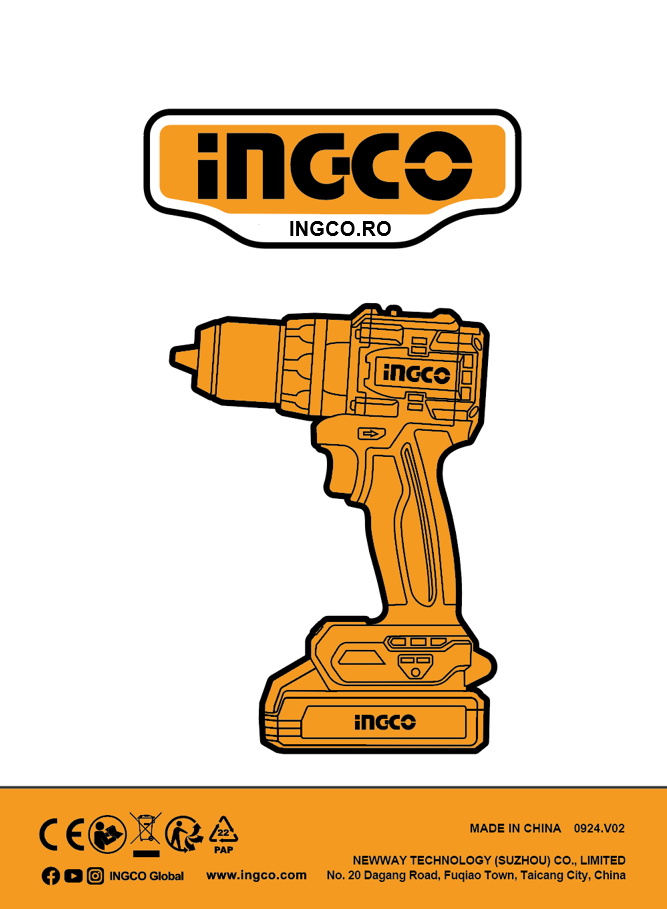 INGCO
INGCO.RO
INGCO
INGCO
CE
22
PAP
MADE IN CHINA 0924.V02
NEWWAY TECHNOLOGY (SUZHOU) CO., LIMITED
INGCO Global www.ingco.com No. 20 Dagang Road, Fuqiao Town, Taicang City, China